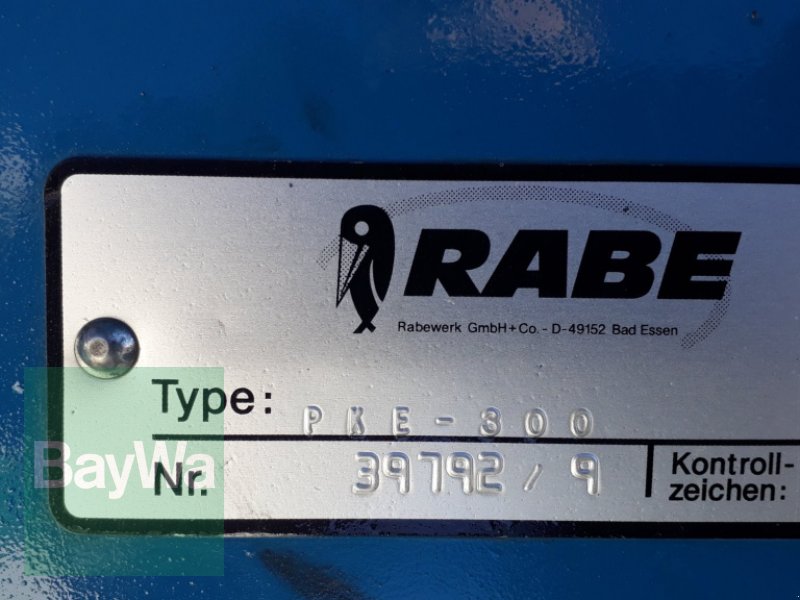 RABE
Rabewerk GmbH+Co. - D-49152 Bad Essen
Type: PKE-300
Nr. 39792/9
Kontroll-
zeichen:
BayWa